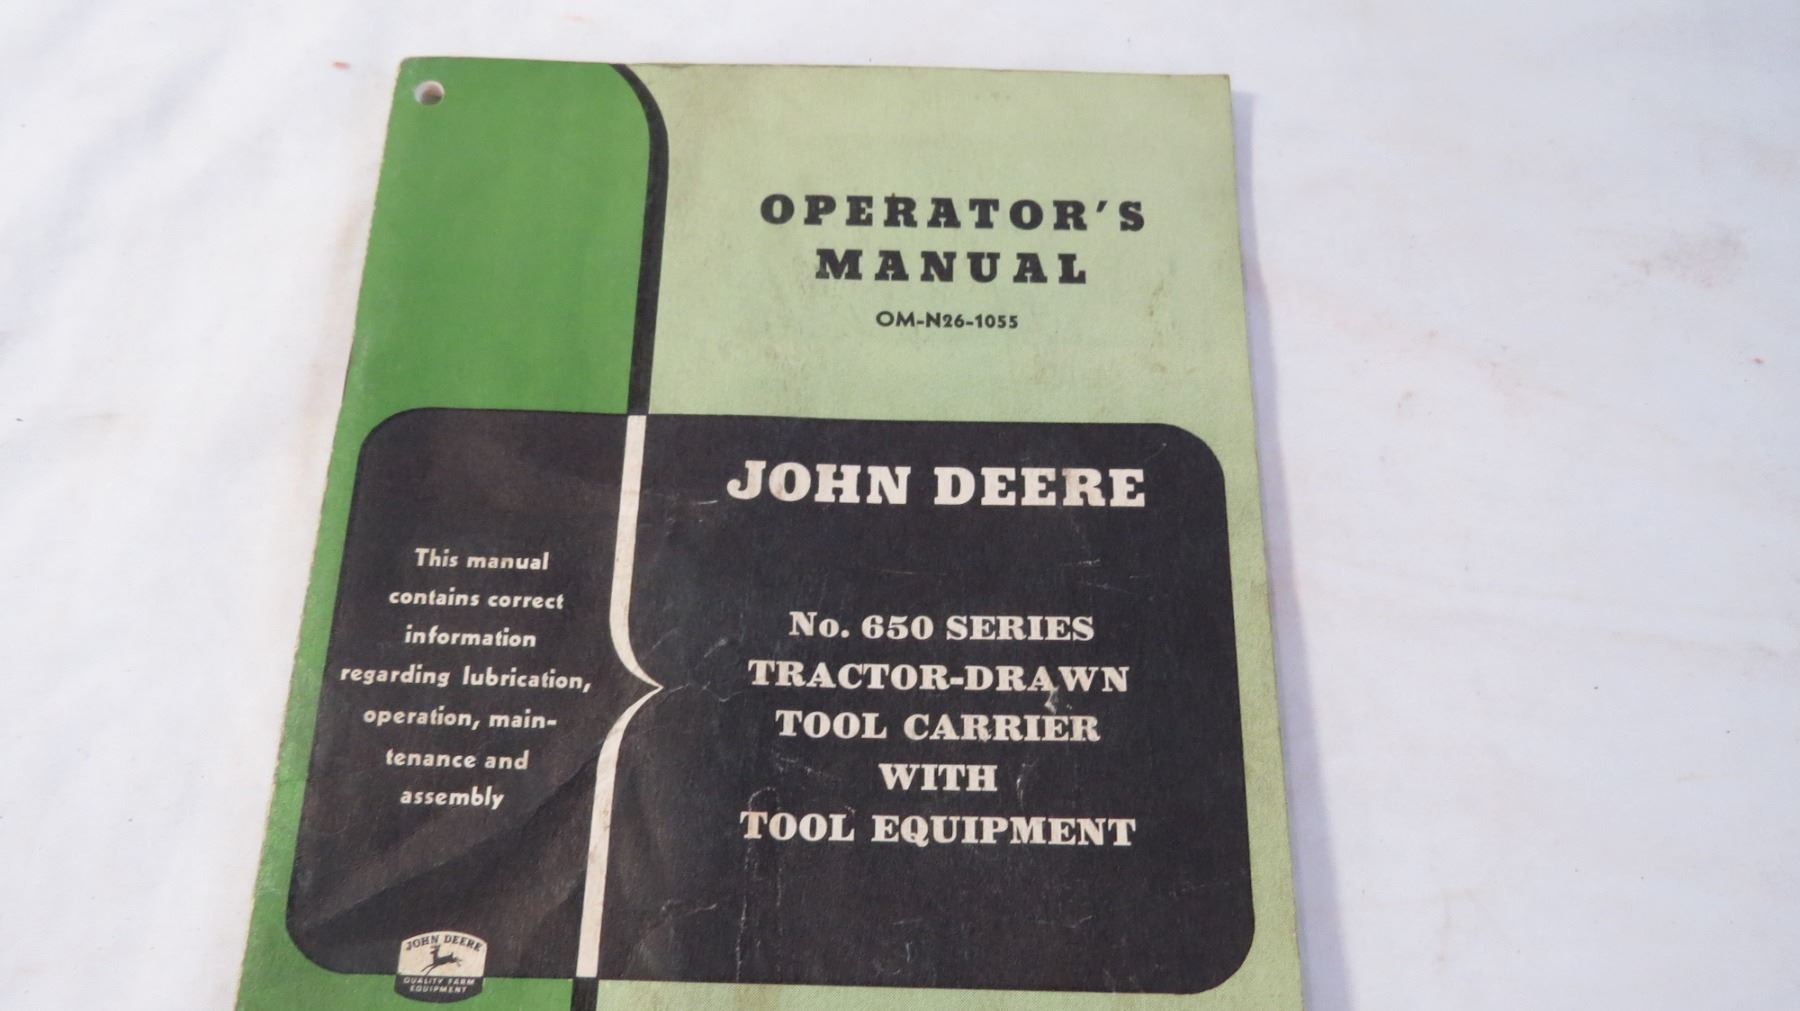 OPERATOR'S
MANUAL
OM-N26-1055
JOHN DEERE
This manual
contains correct
information
regarding lubrication,
operation, main-
tenance and
assembly
No. 650 SERIES
TRACTOR-DRAWN
TOOL CARRIER
WITH
TOOL EQUIPMENT
JOHN DEERE
QUALITY FARM
EQUIPMENT